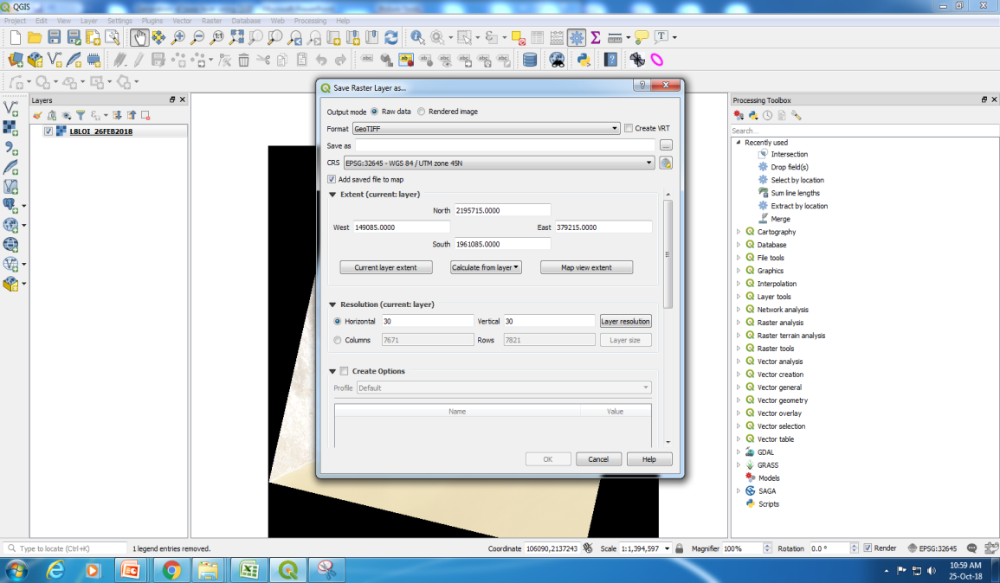 QGIS
Project Edit View Layer Settings Plugins Vector Raster Database Web Processing Help
Layers
L8LOI_26FEB2018
Save Raster Layer as...
Output mode Raw data Rendered image
Format GeoTIFF Create VRT
Save as
CRS EPSG:32645 - WGS 84 / UTM zone 45N
Add saved file to map
Extent (current: layer)
North 2195715.0000
West 149085.0000 East 379215.0000
South 1961085.0000
Current layer extent Calculate from layer Map view extent
Resolution (current: layer)
Horizontal 30 Vertical 30 Layer resolution
Columns 7671 Rows 7821 Layer size
Create Options
Profile Default
Name Value
OK Cancel Help
Processing Toolbox
Search...
Recently used
Intersection
Drop field(s)
Select by location
Sum line lengths
Extract by location
Merge
Cartography
Database
File tools
Graphics
Interpolation
Layer tools
Network analysis
Raster analysis
Raster terrain analysis
Raster tools
Vector analysis
Vector creation
Vector general
Vector geometry
Vector overlay
Vector selection
Vector table
GDAL
GRASS
Models
SAGA
Scripts
Type to locate (Ctrl+K) 1 legend entries removed. Coordinate 106090,2137243 Scale 1:1,394,597 Magnifier 100% Rotation 0.0 ° Render EPSG:32645
10:59 AM
25-Oct-18